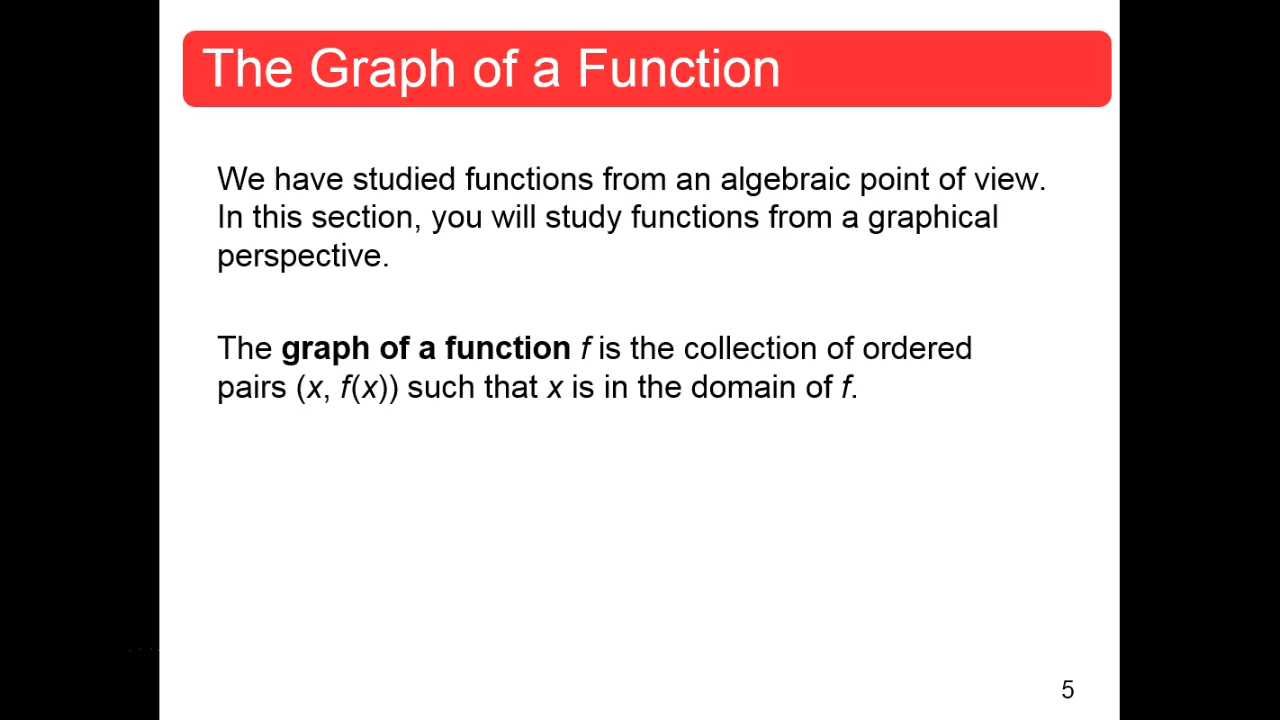 The Graph of a Function
We have studied functions from an algebraic point of view.
In this section, you will study functions from a graphical
perspective.
The graph of a function f is the collection of ordered
pairs (x, f(x)) such that x is in the domain of f.
5